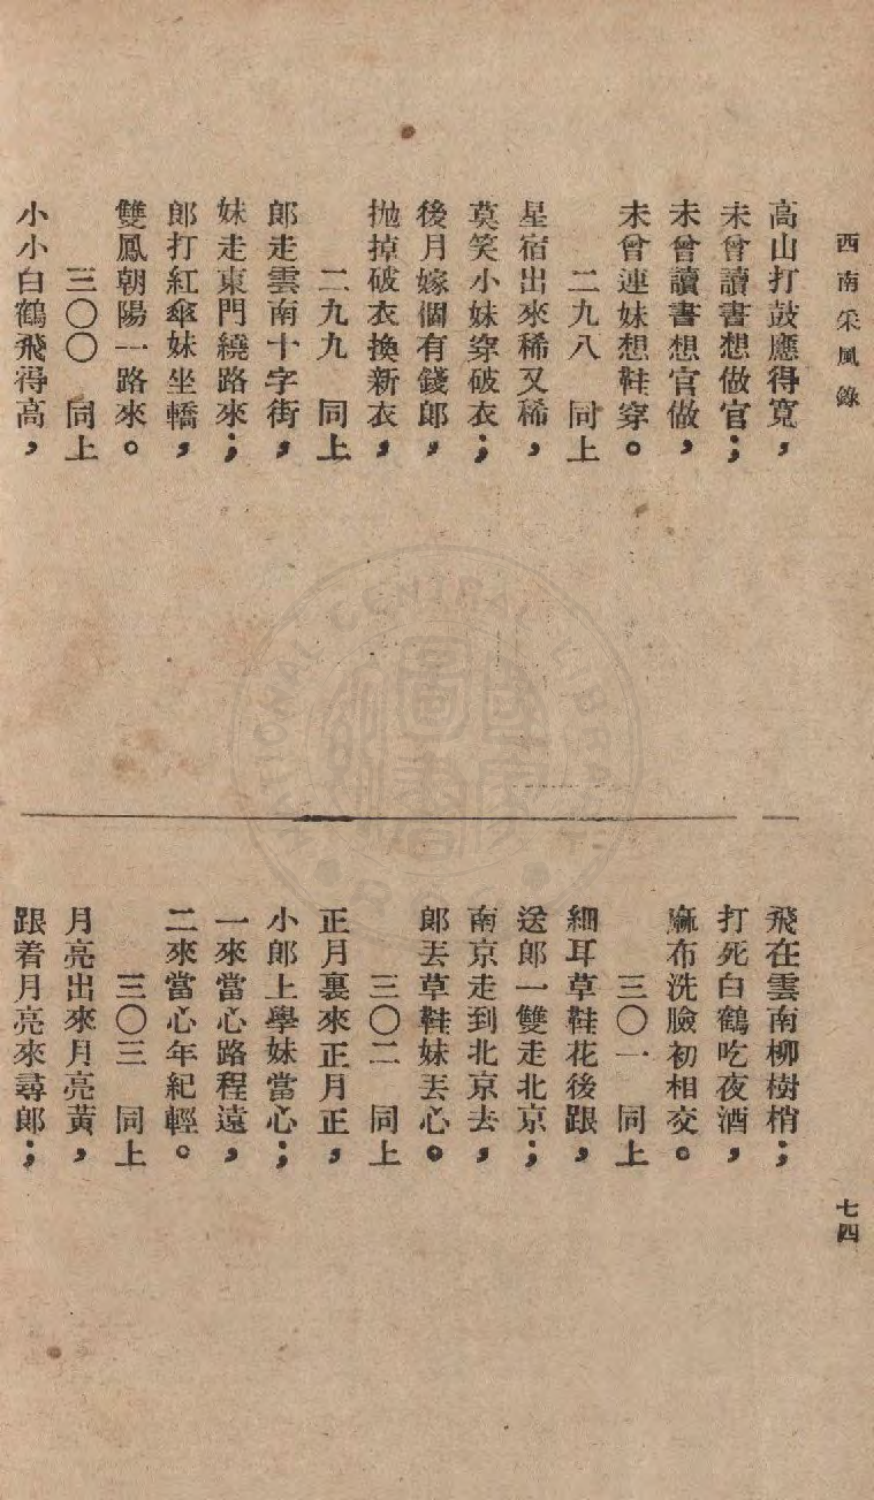 西南采風錄
高山打鼓應得寬，
未曾讀書想做官；
未曾讀書想官做，
未曾連妹想鞋穿。
二九八　同上
星宿出來稀又稀，
莫笑小妹穿破衣；
後月嫁個有錢郎，
拋掉破衣換新衣，
二九九　同上
郎走雲南十字街，
妹走東門繞路來；
郎打紅傘妹坐轎，
雙鳳朝陽一路來。
三〇〇　同上
小小白鶴飛得高，
飛在雲南柳樹梢；
打死白鶴吃夜酒，
麻布洗臉初相交。
三〇一　同上
細耳草鞋花後跟，
送郎一雙走北京；
南京走到北京去，
郎丟草鞋妹丟心。
三〇二　同上
正月裏來正月正，
小郎上學妹當心；
一來當心路程遠，
二來當心年紀輕。
三〇三　同上
月亮出來月亮黃，
跟着月亮來尋郎；
七四